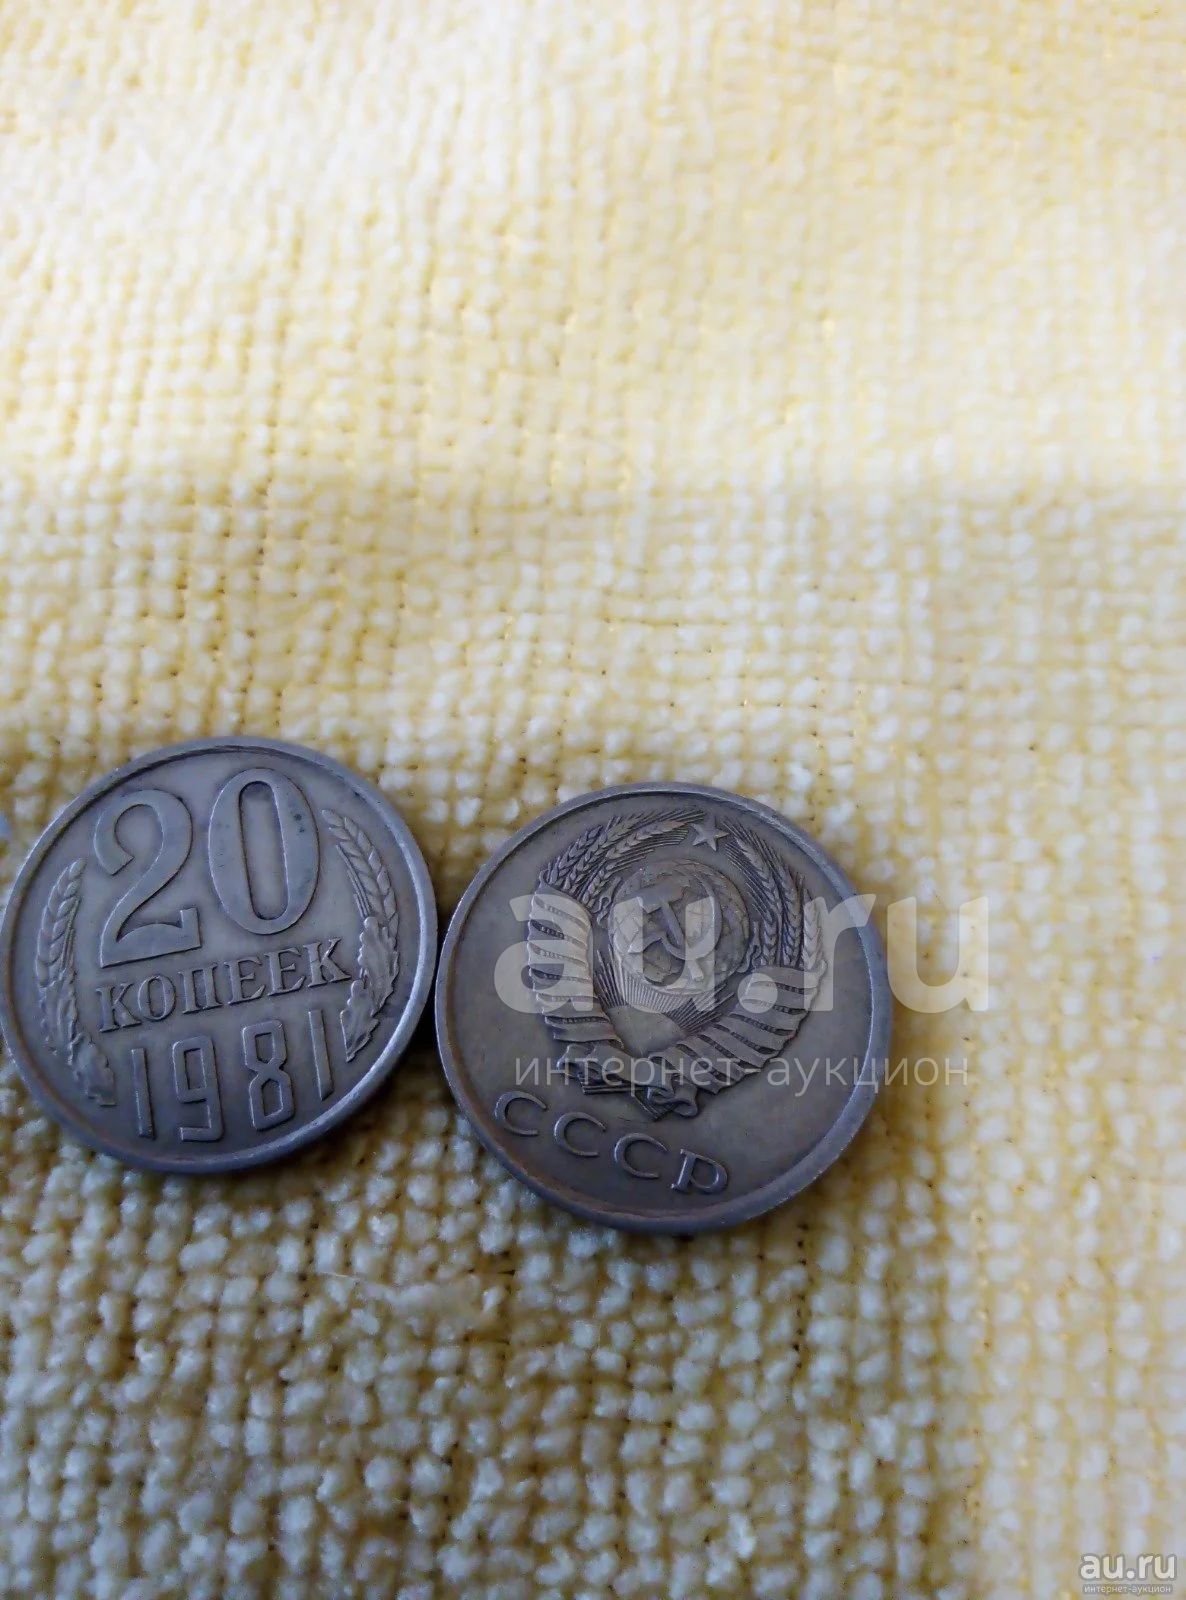 20
КОПЕЕК
1981
СССР
au.ru
интернет-аукцион
au.ru
интернет-аукцион